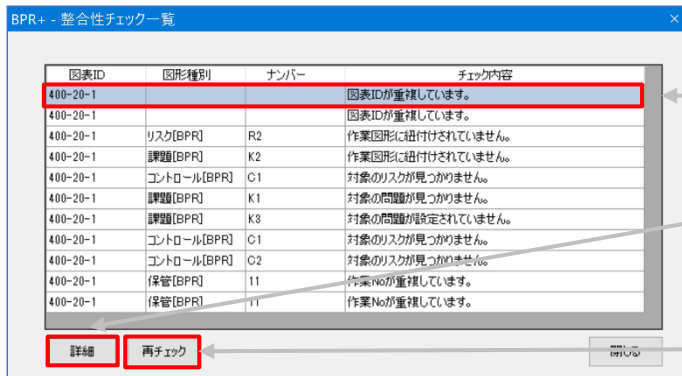 BPR+ - 整合性チェック一覧 ×
図表ID 図形種別 ナンバー チェック内容
400-20-1 図表IDが重複しています。
400-20-1 図表IDが重複しています。
400-20-1 リスク[BPR] R2 作業図形に紐付けされていません。
400-20-1 課題[BPR] K2 作業図形に紐付けされていません。
400-20-1 コントロール[BPR] C1 対象のリスクが見つかりません。
400-20-1 課題[BPR] K1 対象の問題が見つかりません。
400-20-1 課題[BPR] K3 対象の問題が設定されていません。
400-20-1 コントロール[BPR] C1 対象のリスクが見つかりません。
400-20-1 コントロール[BPR] C2 対象のリスクが見つかりません。
400-20-1 保管[BPR] 11 作業Noが重複しています。
400-20-1 保管[BPR] 11 作業Noが重複しています。
詳細 再チェック 閉じる